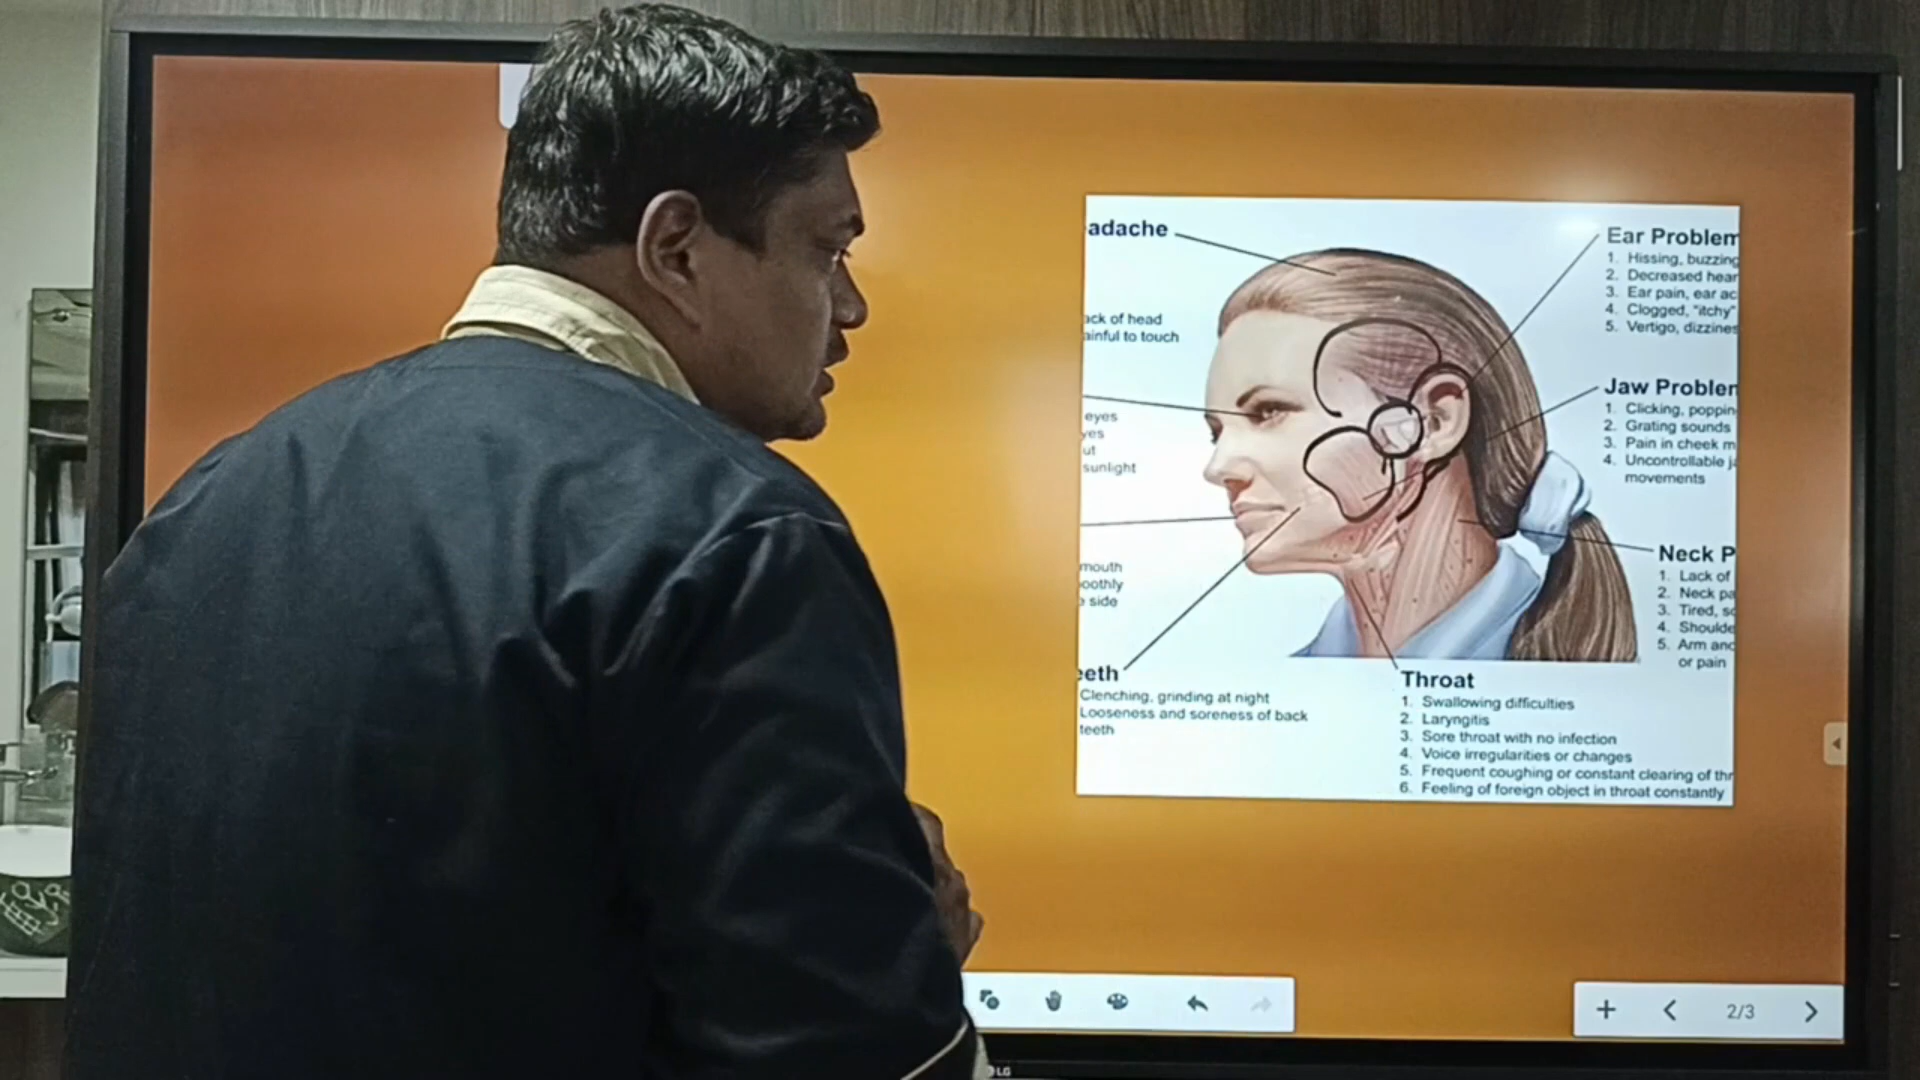 adache
ack of head
ainful to touch
eyes
yes
ut
sunlight
mouth
oothly
e side
eeth
Clenching, grinding at night
Looseness and soreness of back
teeth
Ear Problem
1. Hissing, buzzing
2. Decreased hear
3. Ear pain, ear ac
4. Clogged, "itchy"
5. Vertigo, dizzines
Jaw Problem
1. Clicking, poppin
2. Grating sounds
3. Pain in cheek m
4. Uncontrollable j
movements
Neck P
1. Lack of
2. Neck pa
3. Tired, so
4. Shoulde
5. Arm and
or pain
Throat
1. Swallowing difficulties
2. Laryngitis
3. Sore throat with no infection
4. Voice irregularities or changes
5. Frequent coughing or constant clearing of thr
6. Feeling of foreign object in throat constantly
2/3
LG